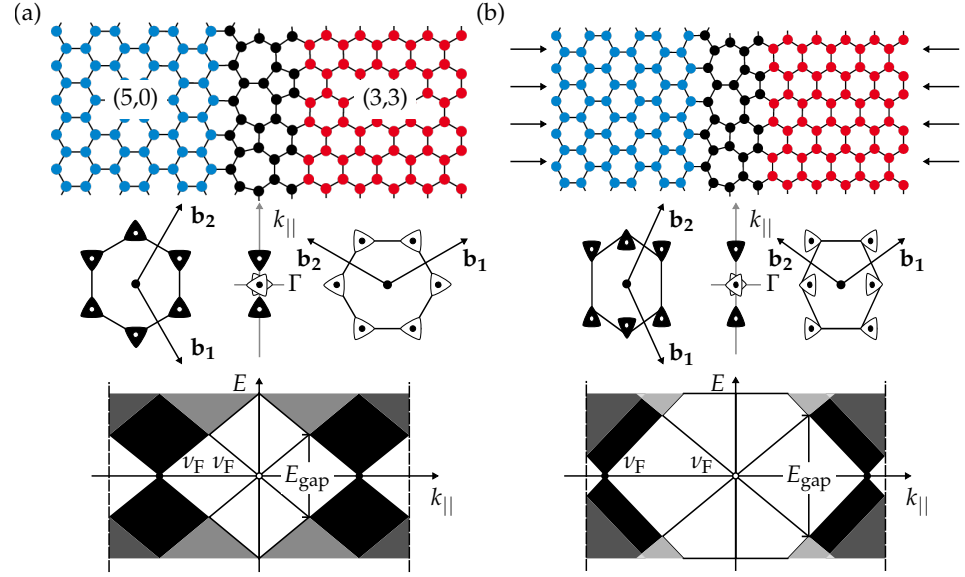 (a)
(b)
(5,0)
(3,3)
b₂
k||
b₂
b₁
Γ
b₁
b₂
k||
b₂
b₁
Γ
b₁
E
νF νF
Egap
k||
E
νF
νF
Egap
k||